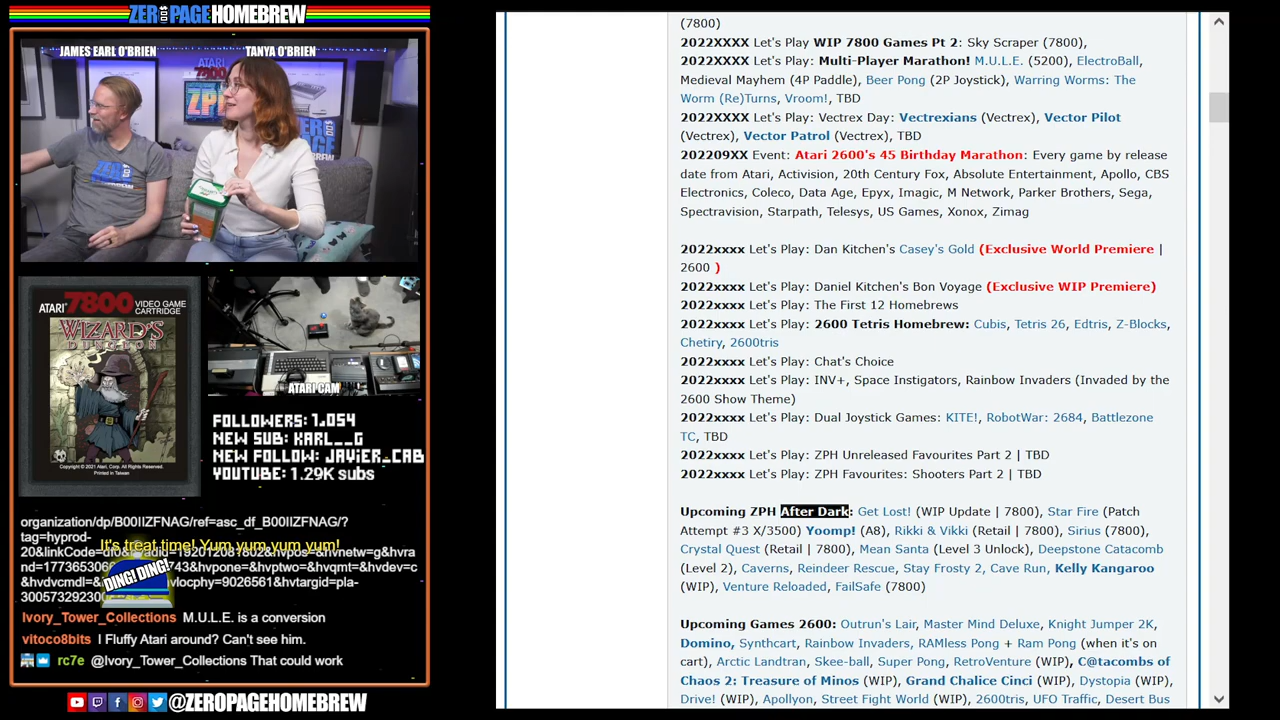 ZERO PAGE HOMEBREW
JAMES EARL O'BRIEN
TANYA O'BRIEN
ATARI
ZPH
ATARI 7800 VIDEO GAME
CARTRIDGE
WIZARD'S
DUNGEON
Copyright © 2021 Atari, Corp. All Rights Reserved.
Printed in Taiwan
ATARI CAM
FOLLOWERS: 1,054
NEW SUB: KARL__G
NEW FOLLOW: JAVIER_CAB
YOUTUBE: 1.29K SUBS
organization/dp/B00IIZFNAG/ref=asc_df_B00IIZFNAG/?
It's treat time! Yum yum yum yum!
DING! DING!
Ivory_Tower_Collections M.U.L.E. is a conversion
vitoco8bits I Fluffy Atari around? Can't see him.
rc7e @Ivory_Tower_Collections That could work
@ZEROPAGEHOMEBREW
(7800)
2022XXXX Let's Play WIP 7800 Games Pt 2: Sky Scraper (7800),
2022XXXX Let's Play: Multi-Player Marathon! M.U.L.E. (5200), ElectroBall,
Medieval Mayhem (4P Paddle), Beer Pong (2P Joystick), Warring Worms: The
Worm (Re)Turns, Vroom!, TBD
2022XXXX Let's Play: Vectrex Day: Vectrexians (Vectrex), Vector Pilot
(Vectrex), Vector Patrol (Vectrex), TBD
202209XX Event: Atari 2600's 45 Birthday Marathon: Every game by release
date from Atari, Activision, 20th Century Fox, Absolute Entertainment, Apollo, CBS
Electronics, Coleco, Data Age, Epyx, Imagic, M Network, Parker Brothers, Sega,
Spectravision, Starpath, Telesys, US Games, Xonox, Zimag
2022xxxx Let's Play: Dan Kitchen's Casey's Gold (Exclusive World Premiere |
2600 )
2022xxxx Let's Play: Daniel Kitchen's Bon Voyage (Exclusive WIP Premiere)
2022xxxx Let's Play: The First 12 Homebrews
2022xxxx Let's Play: 2600 Tetris Homebrew: Cubis, Tetris 26, Edtris, Z-Blocks,
Chetiry, 2600tris
2022xxxx Let's Play: Chat's Choice
2022xxxx Let's Play: INV+, Space Instigators, Rainbow Invaders (Invaded by the
2600 Show Theme)
2022xxxx Let's Play: Dual Joystick Games: KITE!, RobotWar: 2684, Battlezone
TC, TBD
2022xxxx Let's Play: ZPH Unreleased Favourites Part 2 | TBD
2022xxxx Let's Play: ZPH Favourites: Shooters Part 2 | TBD
Upcoming ZPH After Dark: Get Lost! (WIP Update | 7800), Star Fire (Patch
Attempt #3 X/3500) Yoomp! (A8), Rikki & Vikki (Retail | 7800), Sirius (7800),
Crystal Quest (Retail | 7800), Mean Santa (Level 3 Unlock), Deepstone Catacomb
(Level 2), Caverns, Reindeer Rescue, Stay Frosty 2, Cave Run, Kelly Kangaroo
(WIP), Venture Reloaded, FailSafe (7800)
Upcoming Games 2600: Outrun's Lair, Master Mind Deluxe, Knight Jumper 2K,
Domino, Synthcart, Rainbow Invaders, RAMless Pong + Ram Pong (when it's on
cart), Arctic Landtran, Skee-ball, Super Pong, RetroVenture (WIP), C@tacombs of
Chaos 2: Treasure of Minos (WIP), Grand Chalice Cinci (WIP), Dystopia (WIP),
Drive! (WIP), Apollyon, Street Fight World (WIP), 2600tris, UFO Traffic, Desert Bus